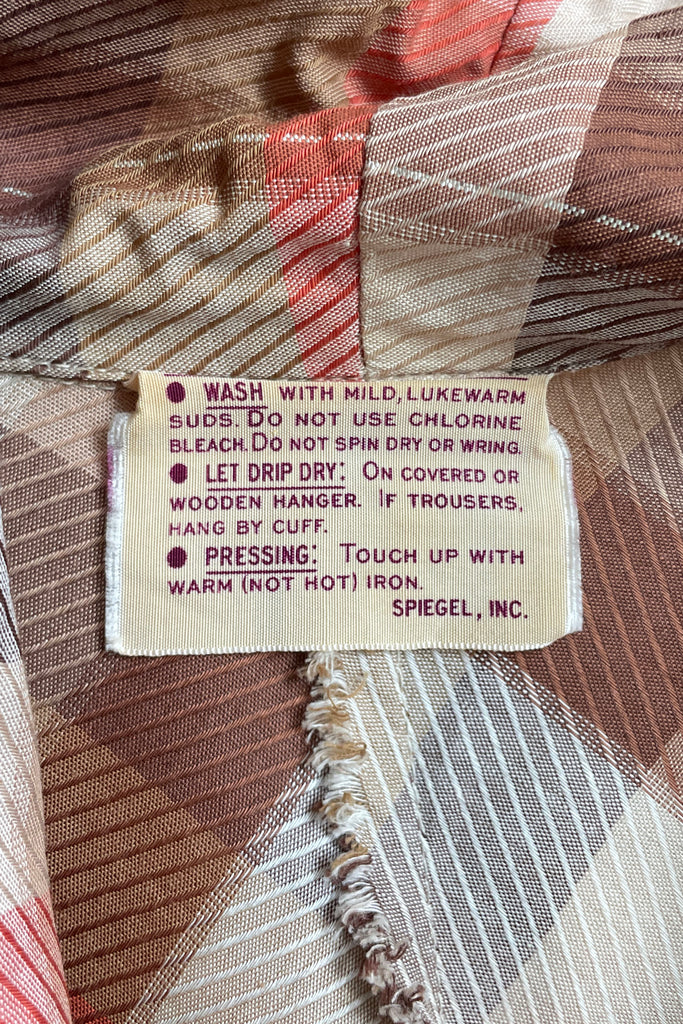 ● WASH WITH MILD, LUKEWARM
SUDS. DO NOT USE CHLORINE
BLEACH. DO NOT SPIN DRY OR WRING.
● LET DRIP DRY: ON COVERED OR
WOODEN HANGER. IF TROUSERS,
HANG BY CUFF.
● PRESSING: TOUCH UP WITH
WARM (NOT HOT) IRON.
SPIEGEL, INC.